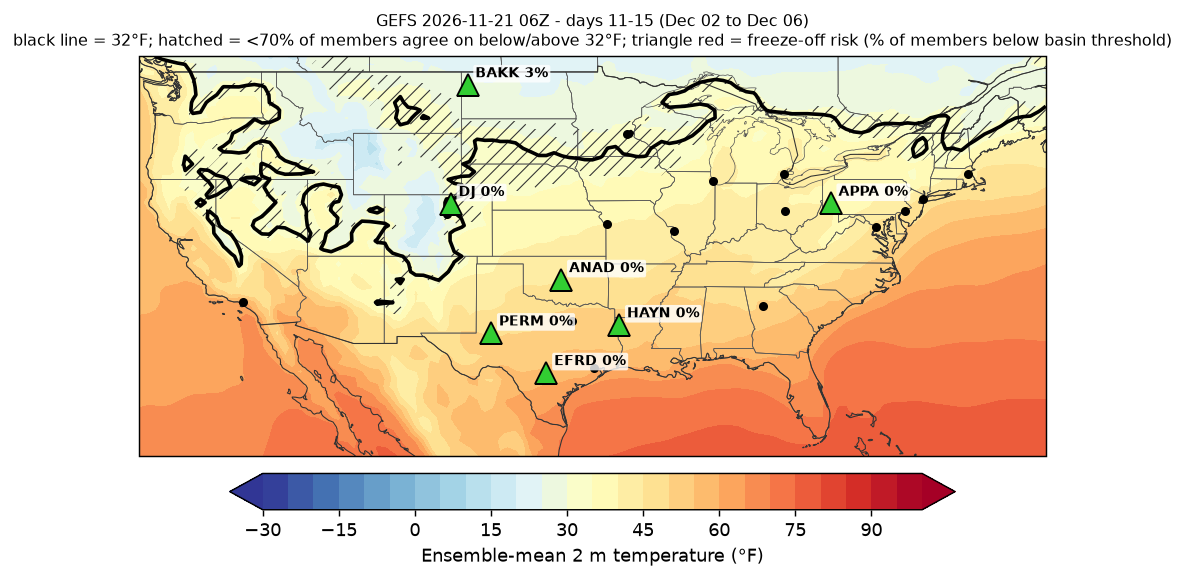 GEFS 2026-11-21 06Z - days 11-15 (Dec 02 to Dec 06)
black line = 32°F; hatched = <70% of members agree on below/above 32°F; triangle red = freeze-off risk (% of members below basin threshold)
BAKK 3%
DJ 0%
APPA 0%
ANAD 0%
HAYN 0%
PERM 0%
EFRD 0%
−30 −15 0 15 30 45 60 75 90
Ensemble-mean 2 m temperature (°F)